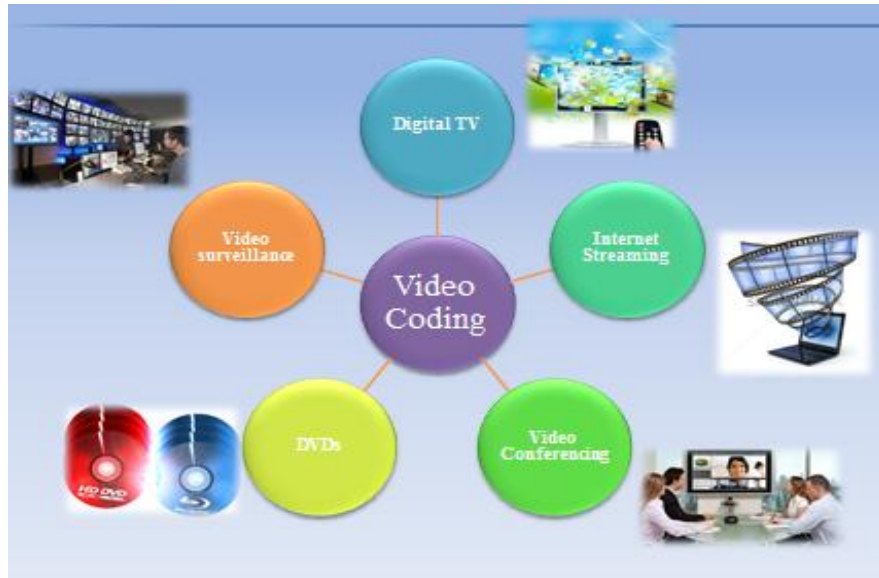 Digital TV
Video
surveillance
Internet
Streaming
Video
Coding
DVDs
Video
Conferencing
HD DVD